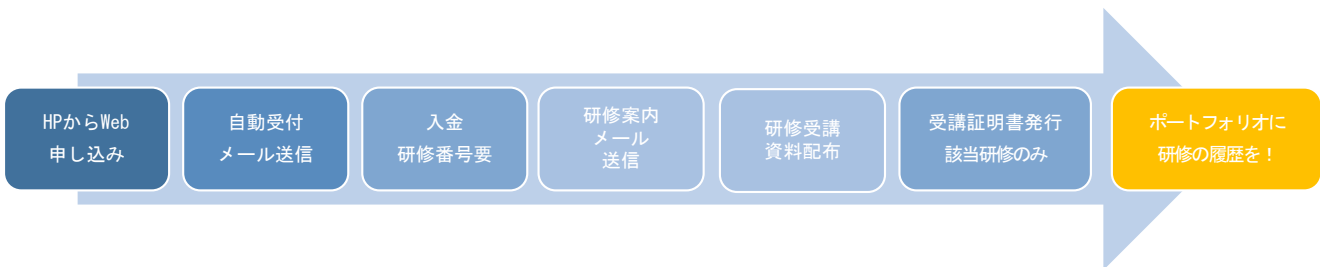 HPからWeb
申し込み
自動受付
メール送信
入金
研修番号要
研修案内
メール
送信
研修受講
資料配布
受講証明書発行
該当研修のみ
ポートフォリオに
研修の履歴を！